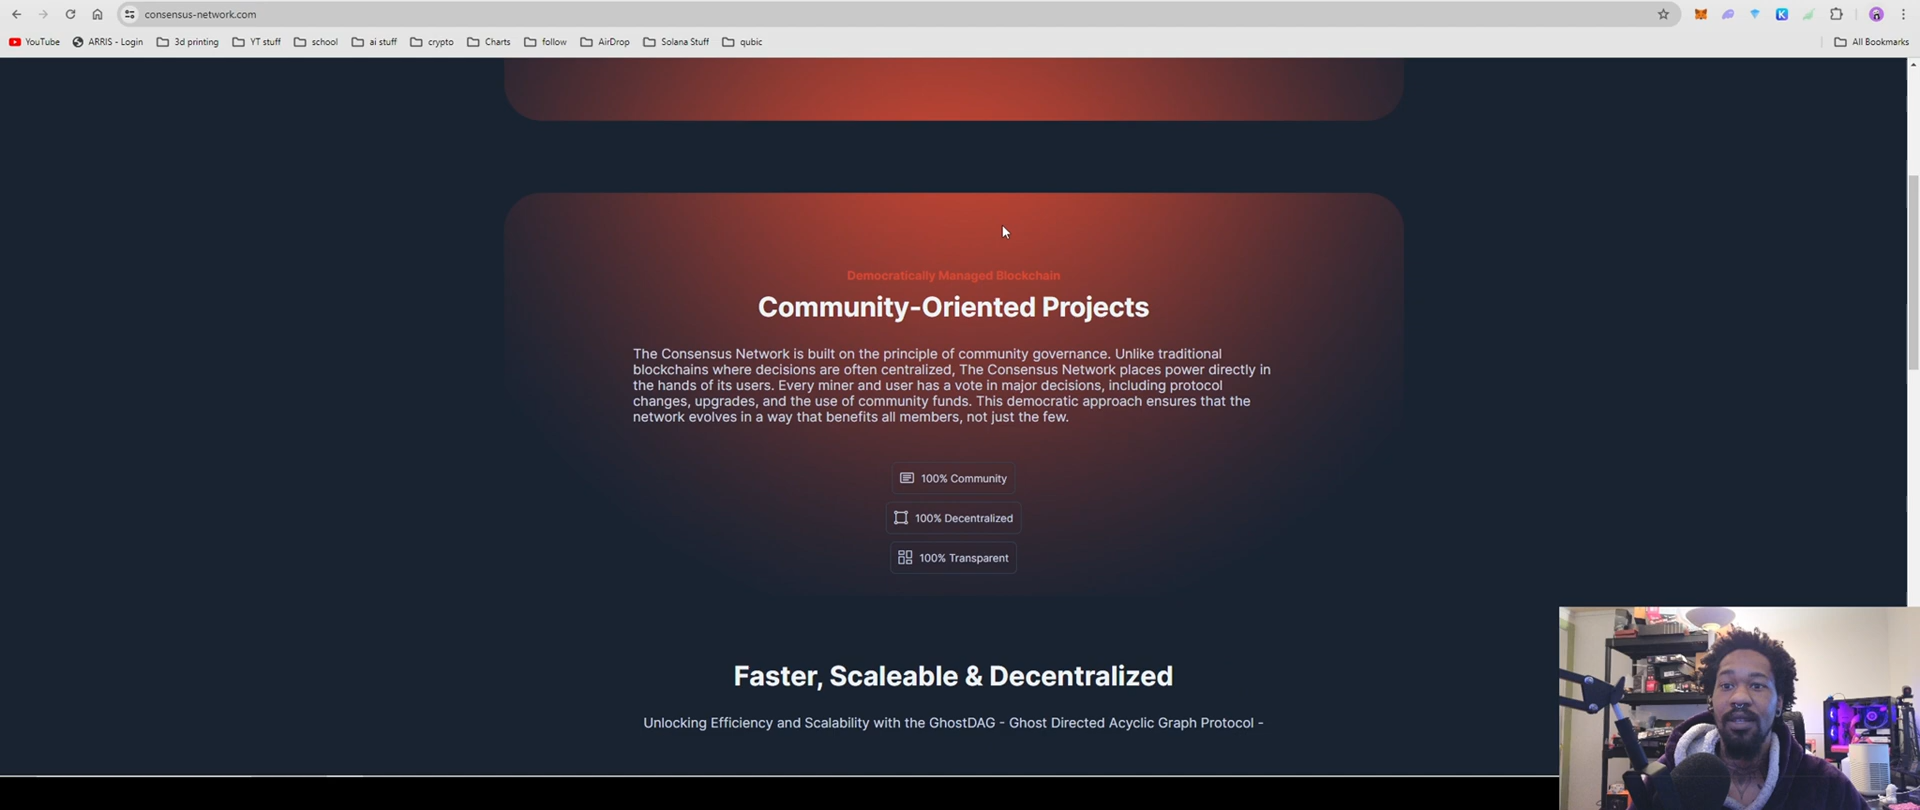 consensus-network.com
YouTube ARRIS - Login 3d printing YT stuff school ai stuff crypto Charts follow AirDrop Solana Stuff qubic All Bookmarks
Democratically Managed Blockchain
Community-Oriented Projects
The Consensus Network is built on the principle of community governance. Unlike traditional
blockchains where decisions are often centralized, The Consensus Network places power directly in
the hands of its users. Every miner and user has a vote in major decisions, including protocol
changes, upgrades, and the use of community funds. This democratic approach ensures that the
network evolves in a way that benefits all members, not just the few.
100% Community
100% Decentralized
100% Transparent
Faster, Scaleable & Decentralized
Unlocking Efficiency and Scalability with the GhostDAG - Ghost Directed Acyclic Graph Protocol -